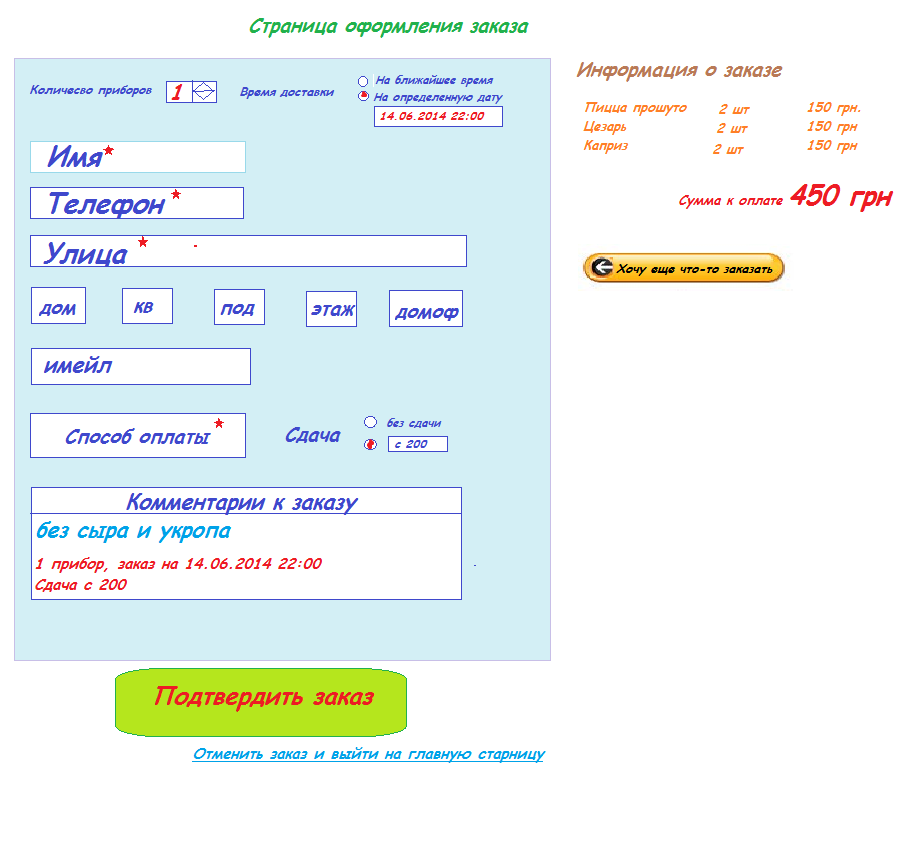 Страница оформления заказа
Количесво приборов
1
Время доставки
На ближайшее время
На определенную дату
14.06.2014 22:00
Имя
Телефон
Улица
дом
кв
под
этаж
домоф
имейл
Способ оплаты
Сдача
без сдачи
с 200
Комментарии к заказу
без сыра и укропа
1 прибор, заказ на 14.06.2014 22:00
Сдача с 200
Подтвердить заказ
Отменить заказ и выйти на главную старницу
Информация о заказе
Пицца прошуто 2 шт 150 грн.
Цезарь 2 шт 150 грн
Каприз 2 шт 150 грн
Сумма к оплате 450 грн
Хочу еще что-то заказать